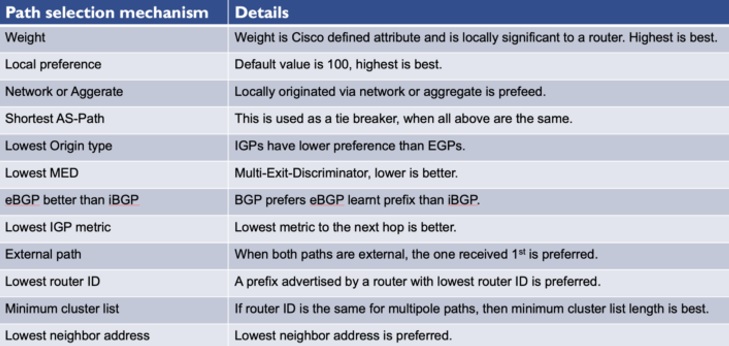 Path selection mechanism Details
Weight Weight is Cisco defined attribute and is locally significant to a router. Highest is best.
Local preference Default value is 100, highest is best.
Network or Aggerate Locally originated via network or aggregate is prefeed.
Shortest AS-Path This is used as a tie breaker, when all above are the same.
Lowest Origin type IGPs have lower preference than EGPs.
Lowest MED Multi-Exit-Discriminator, lower is better.
eBGP better than iBGP BGP prefers eBGP learnt prefix than iBGP.
Lowest IGP metric Lowest metric to the next hop is better.
External path When both paths are external, the one received 1st is preferred.
Lowest router ID A prefix advertised by a router with lowest router ID is preferred.
Minimum cluster list If router ID is the same for multipole paths, then minimum cluster list length is best.
Lowest neighbor address Lowest neighbor address is preferred.